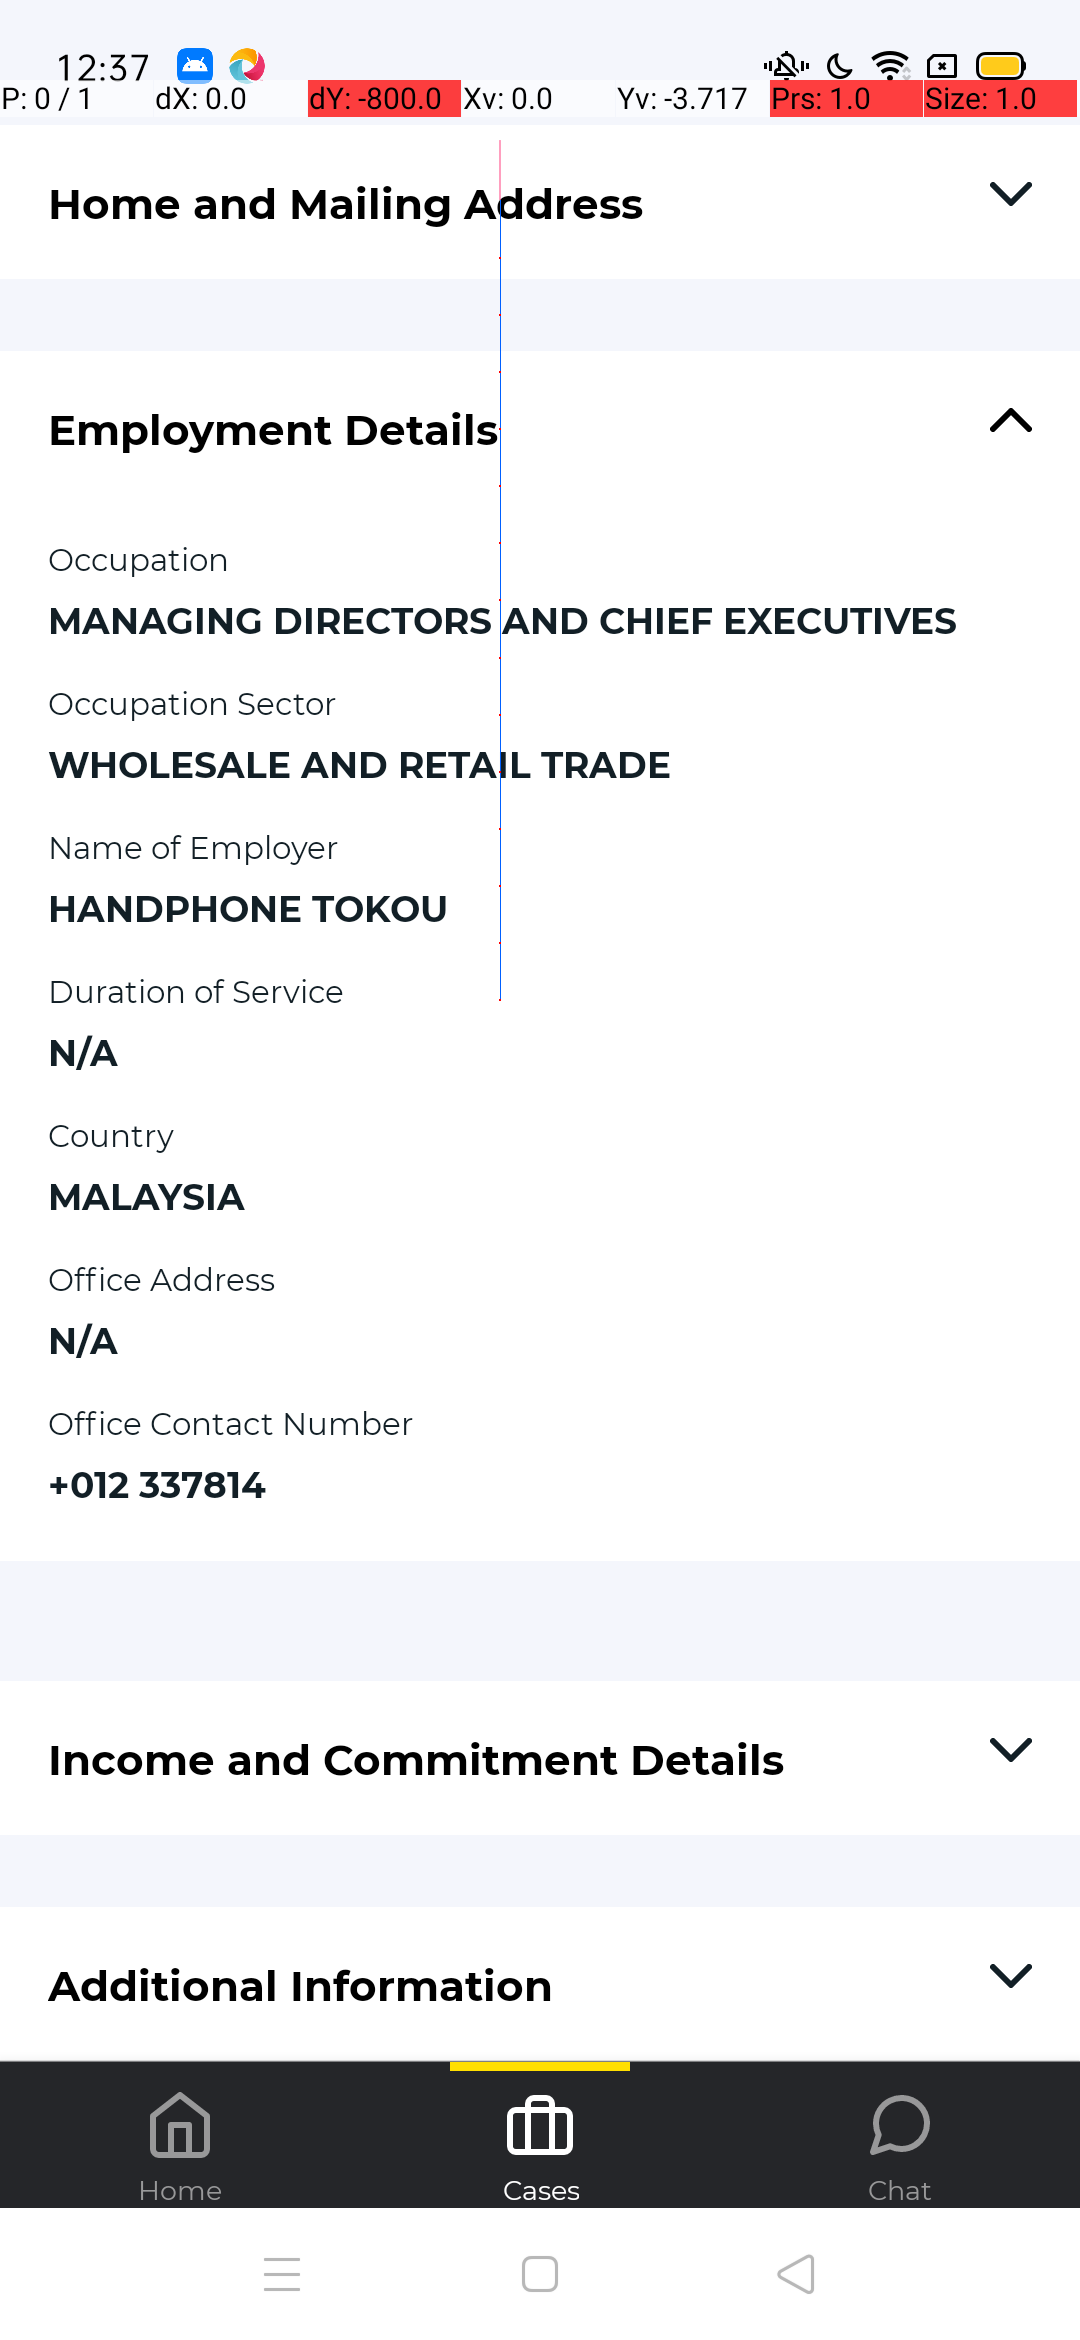 12:37
P: 0 / 1 dX: 0.0 dY: -800.0 Xv: 0.0 Yv: -3.717 Prs: 1.0 Size: 1.0
Home and Mailing Address
Employment Details
Occupation
MANAGING DIRECTORS AND CHIEF EXECUTIVES
Occupation Sector
WHOLESALE AND RETAIL TRADE
Name of Employer
HANDPHONE TOKOU
Duration of Service
N/A
Country
MALAYSIA
Office Address
N/A
Office Contact Number
+012 337814
Income and Commitment Details
Additional Information
Home Cases Chat